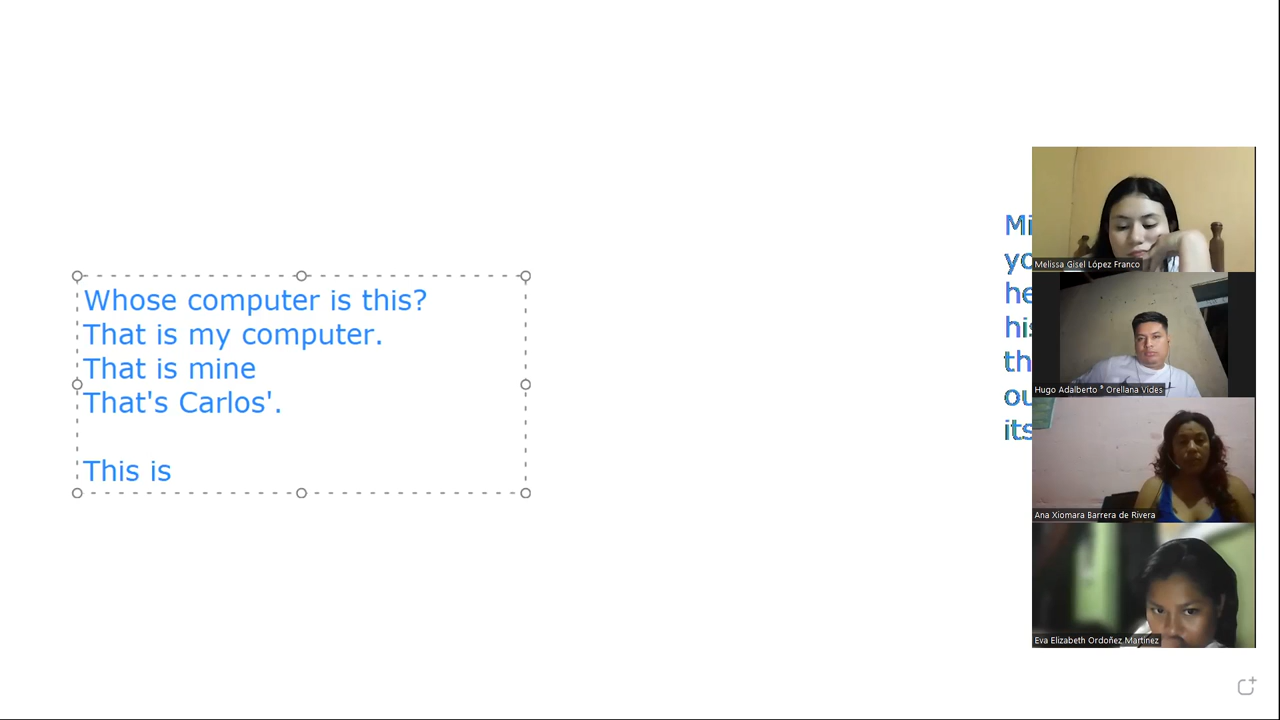 Whose computer is this?
That is my computer.
That is mine
That's Carlos'.
This is
Melissa Gisel López Franco
Hugo Adalberto ° Orellana Vides
Ana Xiomara Barrera de Rivera
Eva Elizabeth Ordoñez Martinez